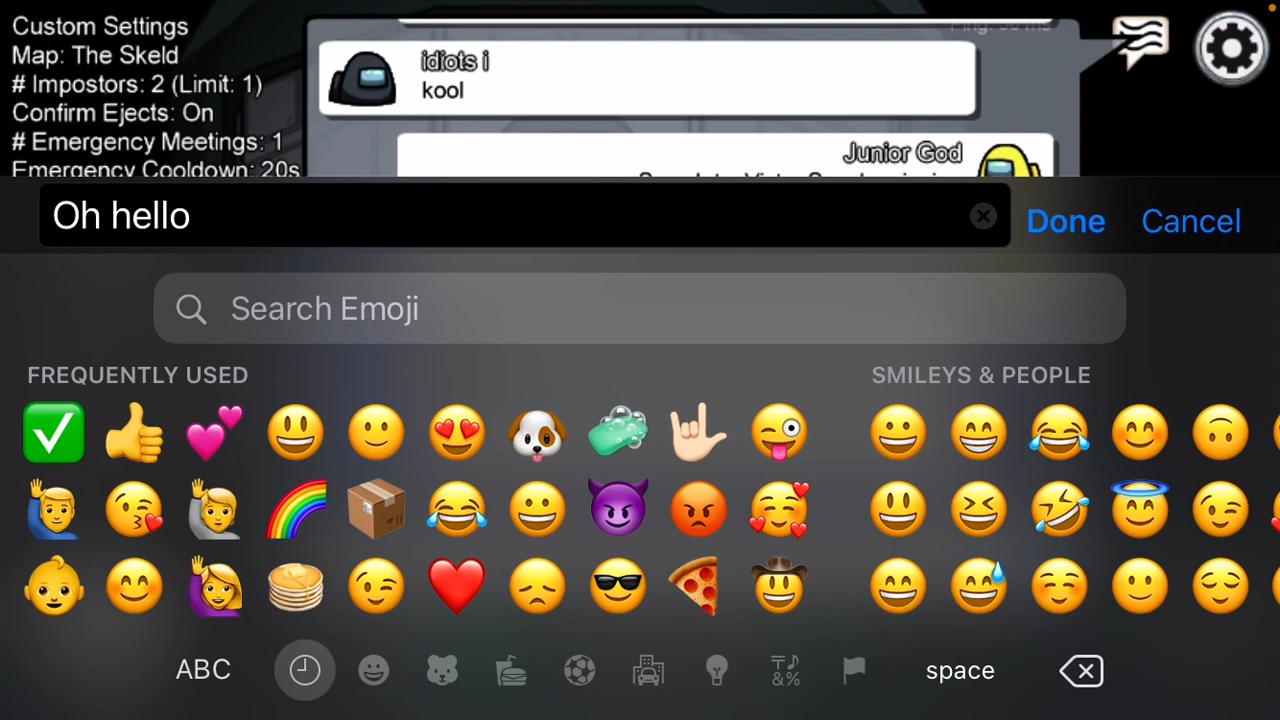 Custom Settings
Map: The Skeld
# Impostors: 2 (Limit: 1)
Confirm Ejects: On
# Emergency Meetings: 1
Emergency Cooldown: 20s
idiots i
kool
Junior God
Oh hello
Done
Cancel
Search Emoji
FREQUENTLY USED
SMILEYS & PEOPLE
ABC
space